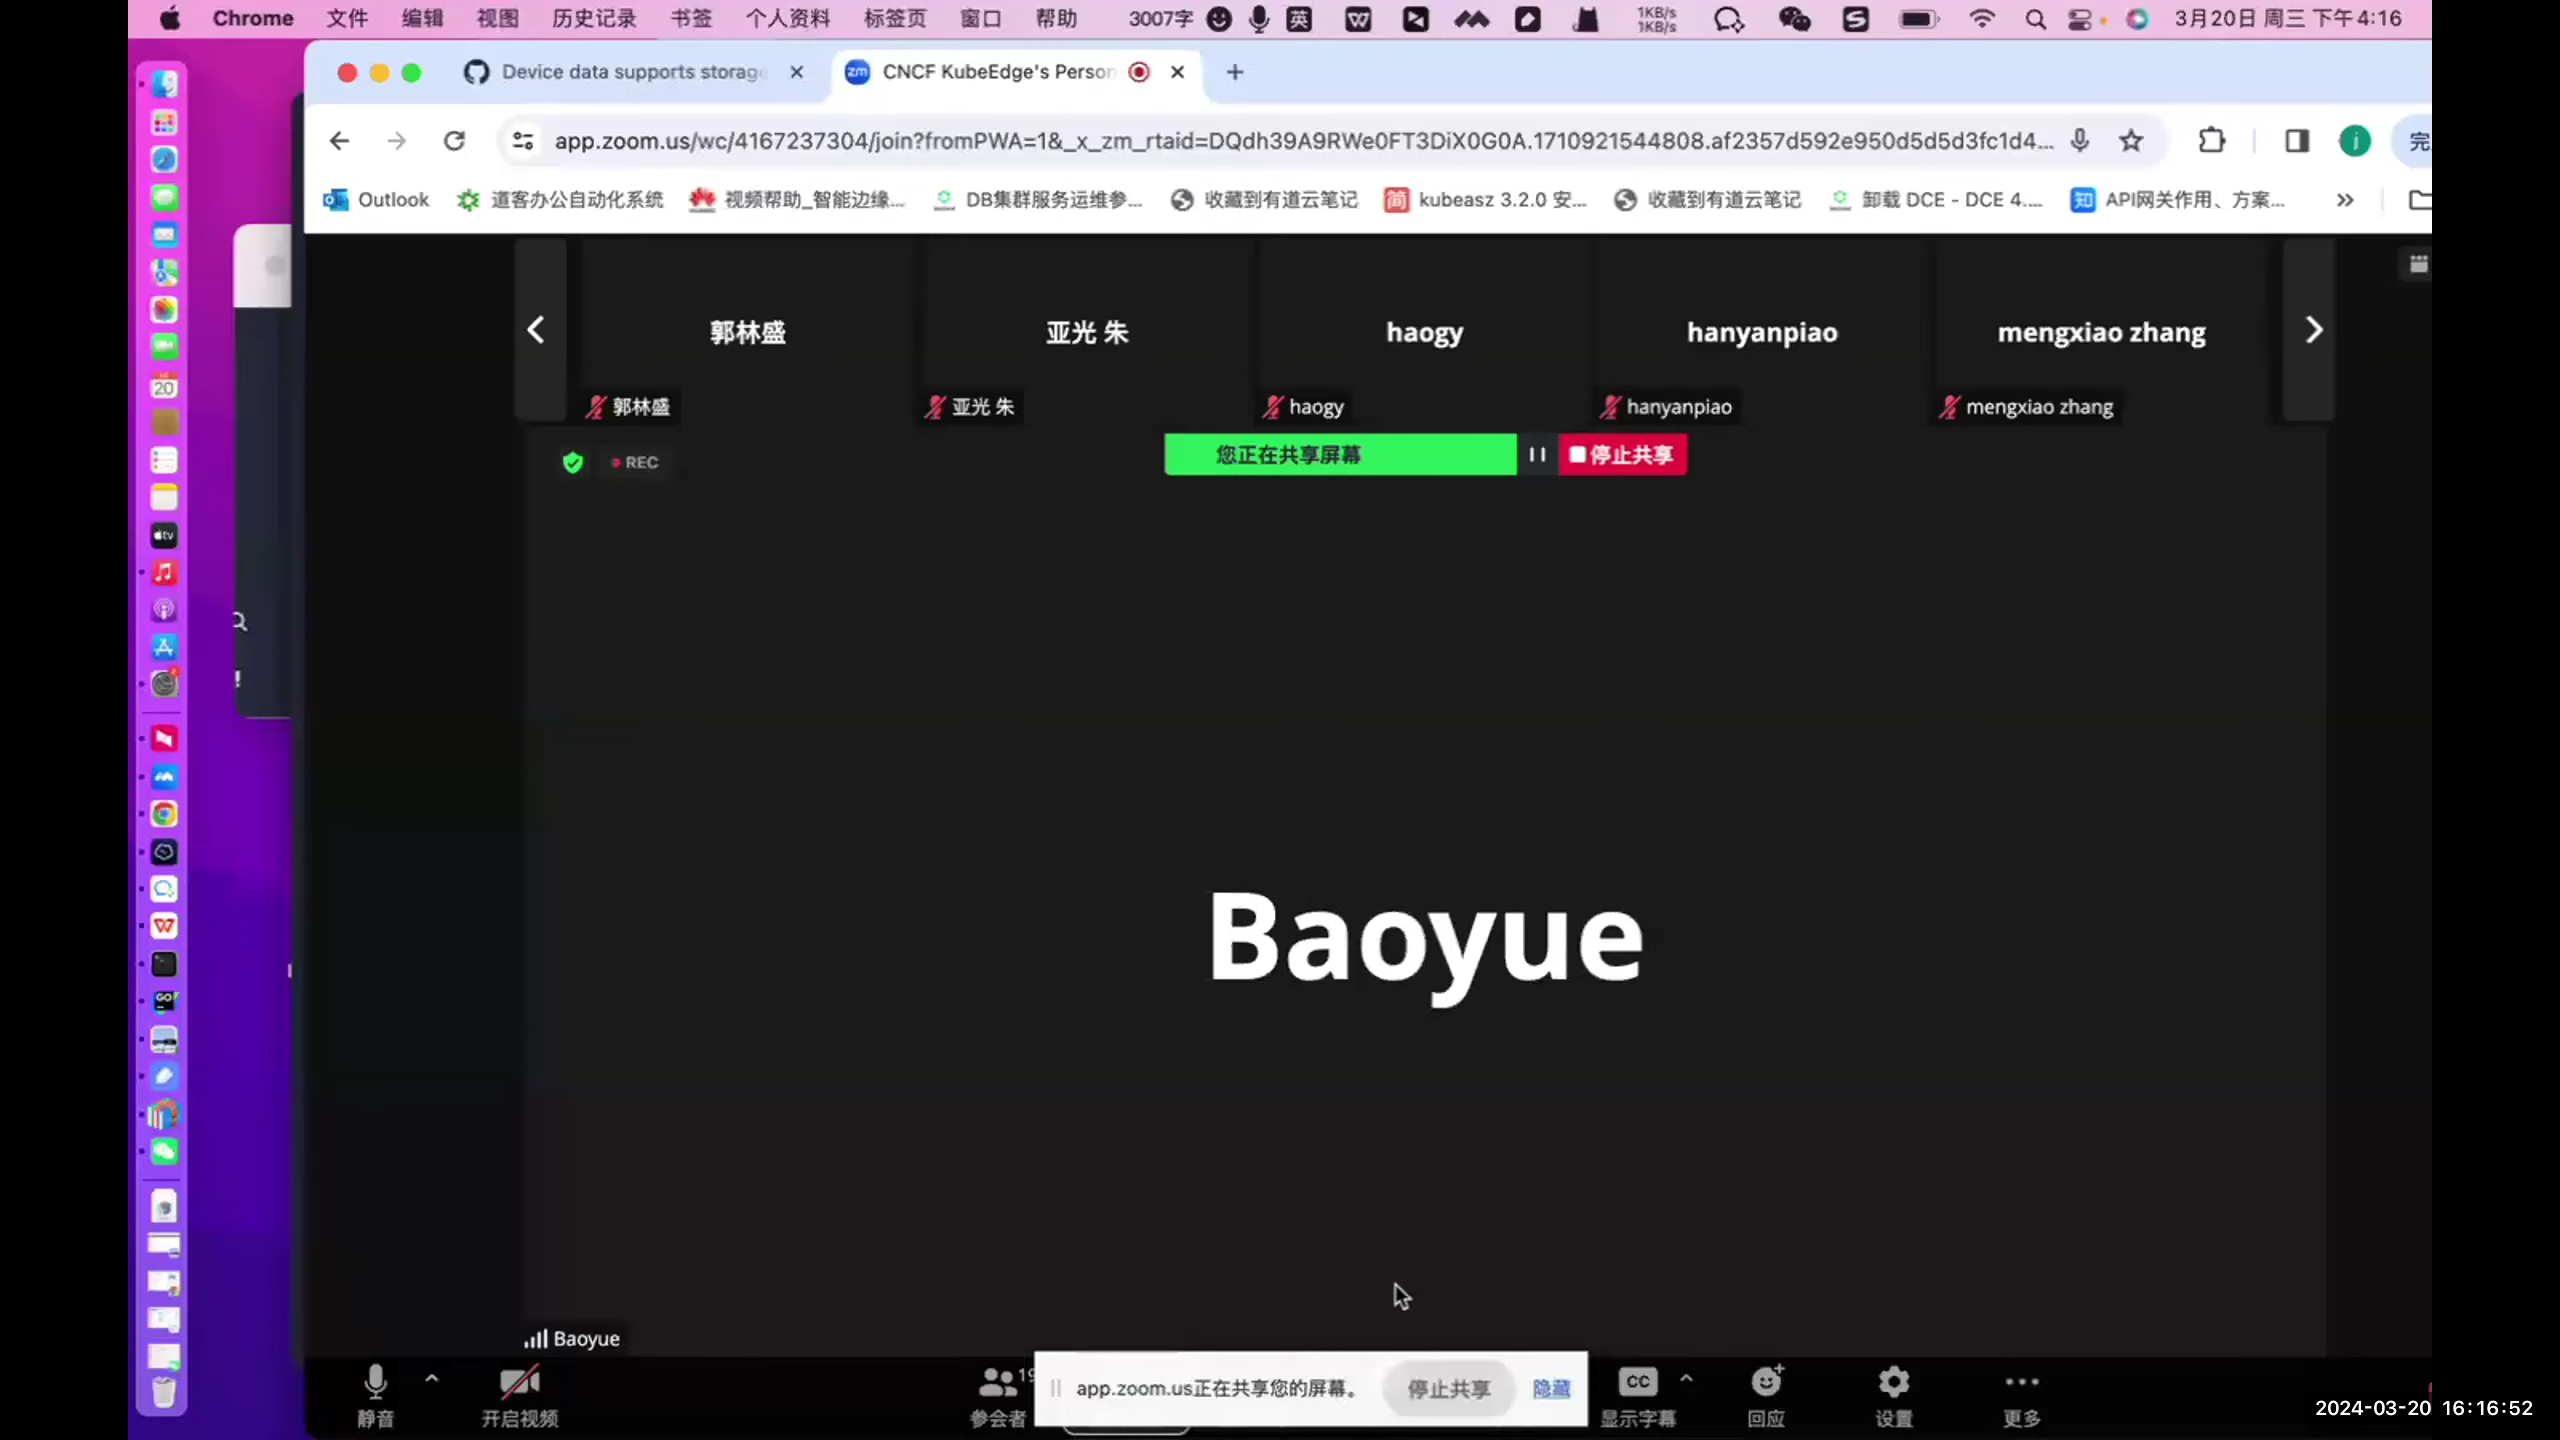 Chrome 文件 编辑 视图 历史记录 书签 个人资料 标签页 窗口 帮助 3007字 英 1KB/s 1KB/s 3月20日 周三 下午4:16
Device data supports storag
CNCF KubeEdge's Person
app.zoom.us/wc/4167237304/join?fromPWA=1&_x_zm_rtaid=DQdh39A9RWe0FT3DiX0G0A.1710921544808.af2357d592e950d5d5d3fc1d4...
Outlook 道客办公自动化系统 视频帮助_智能边缘... DB集群服务运维参... 收藏到有道云笔记 kubeasz 3.2.0 安... 收藏到有道云笔记 卸载 DCE - DCE 4.... API网关作用、方案... »
郭林盛 亚光 朱 haogy hanyanpiao mengxiao zhang
郭林盛 亚光 朱 haogy hanyanpiao mengxiao zhang
REC
您正在共享屏幕 停止共享
Baoyue
Baoyue
app.zoom.us正在共享您的屏幕。 停止共享 隐藏
静音 开启视频 参会者 显示字幕 回应 设置 更多
2024-03-20 16:16:52